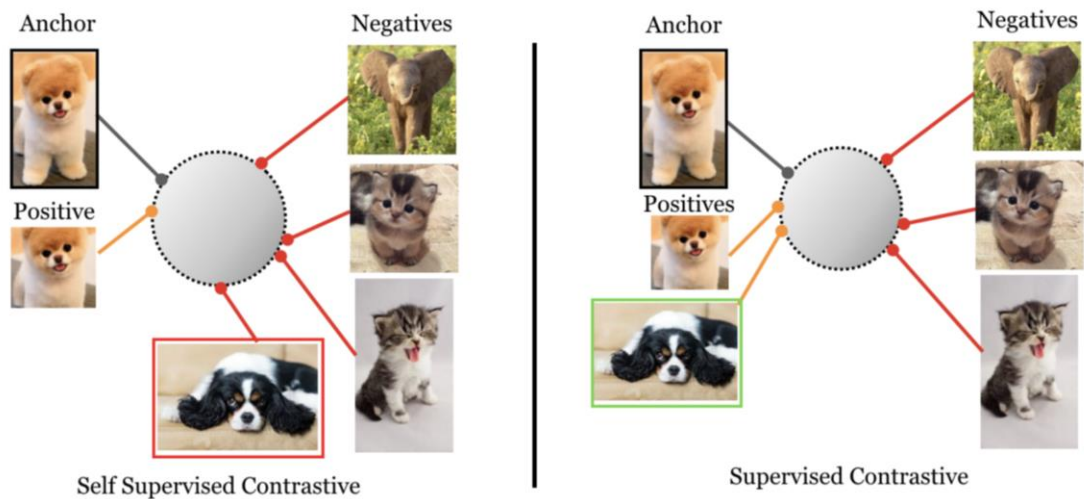 Anchor
Negatives
Positive
Self Supervised Contrastive
Anchor
Negatives
Positives
Supervised Contrastive